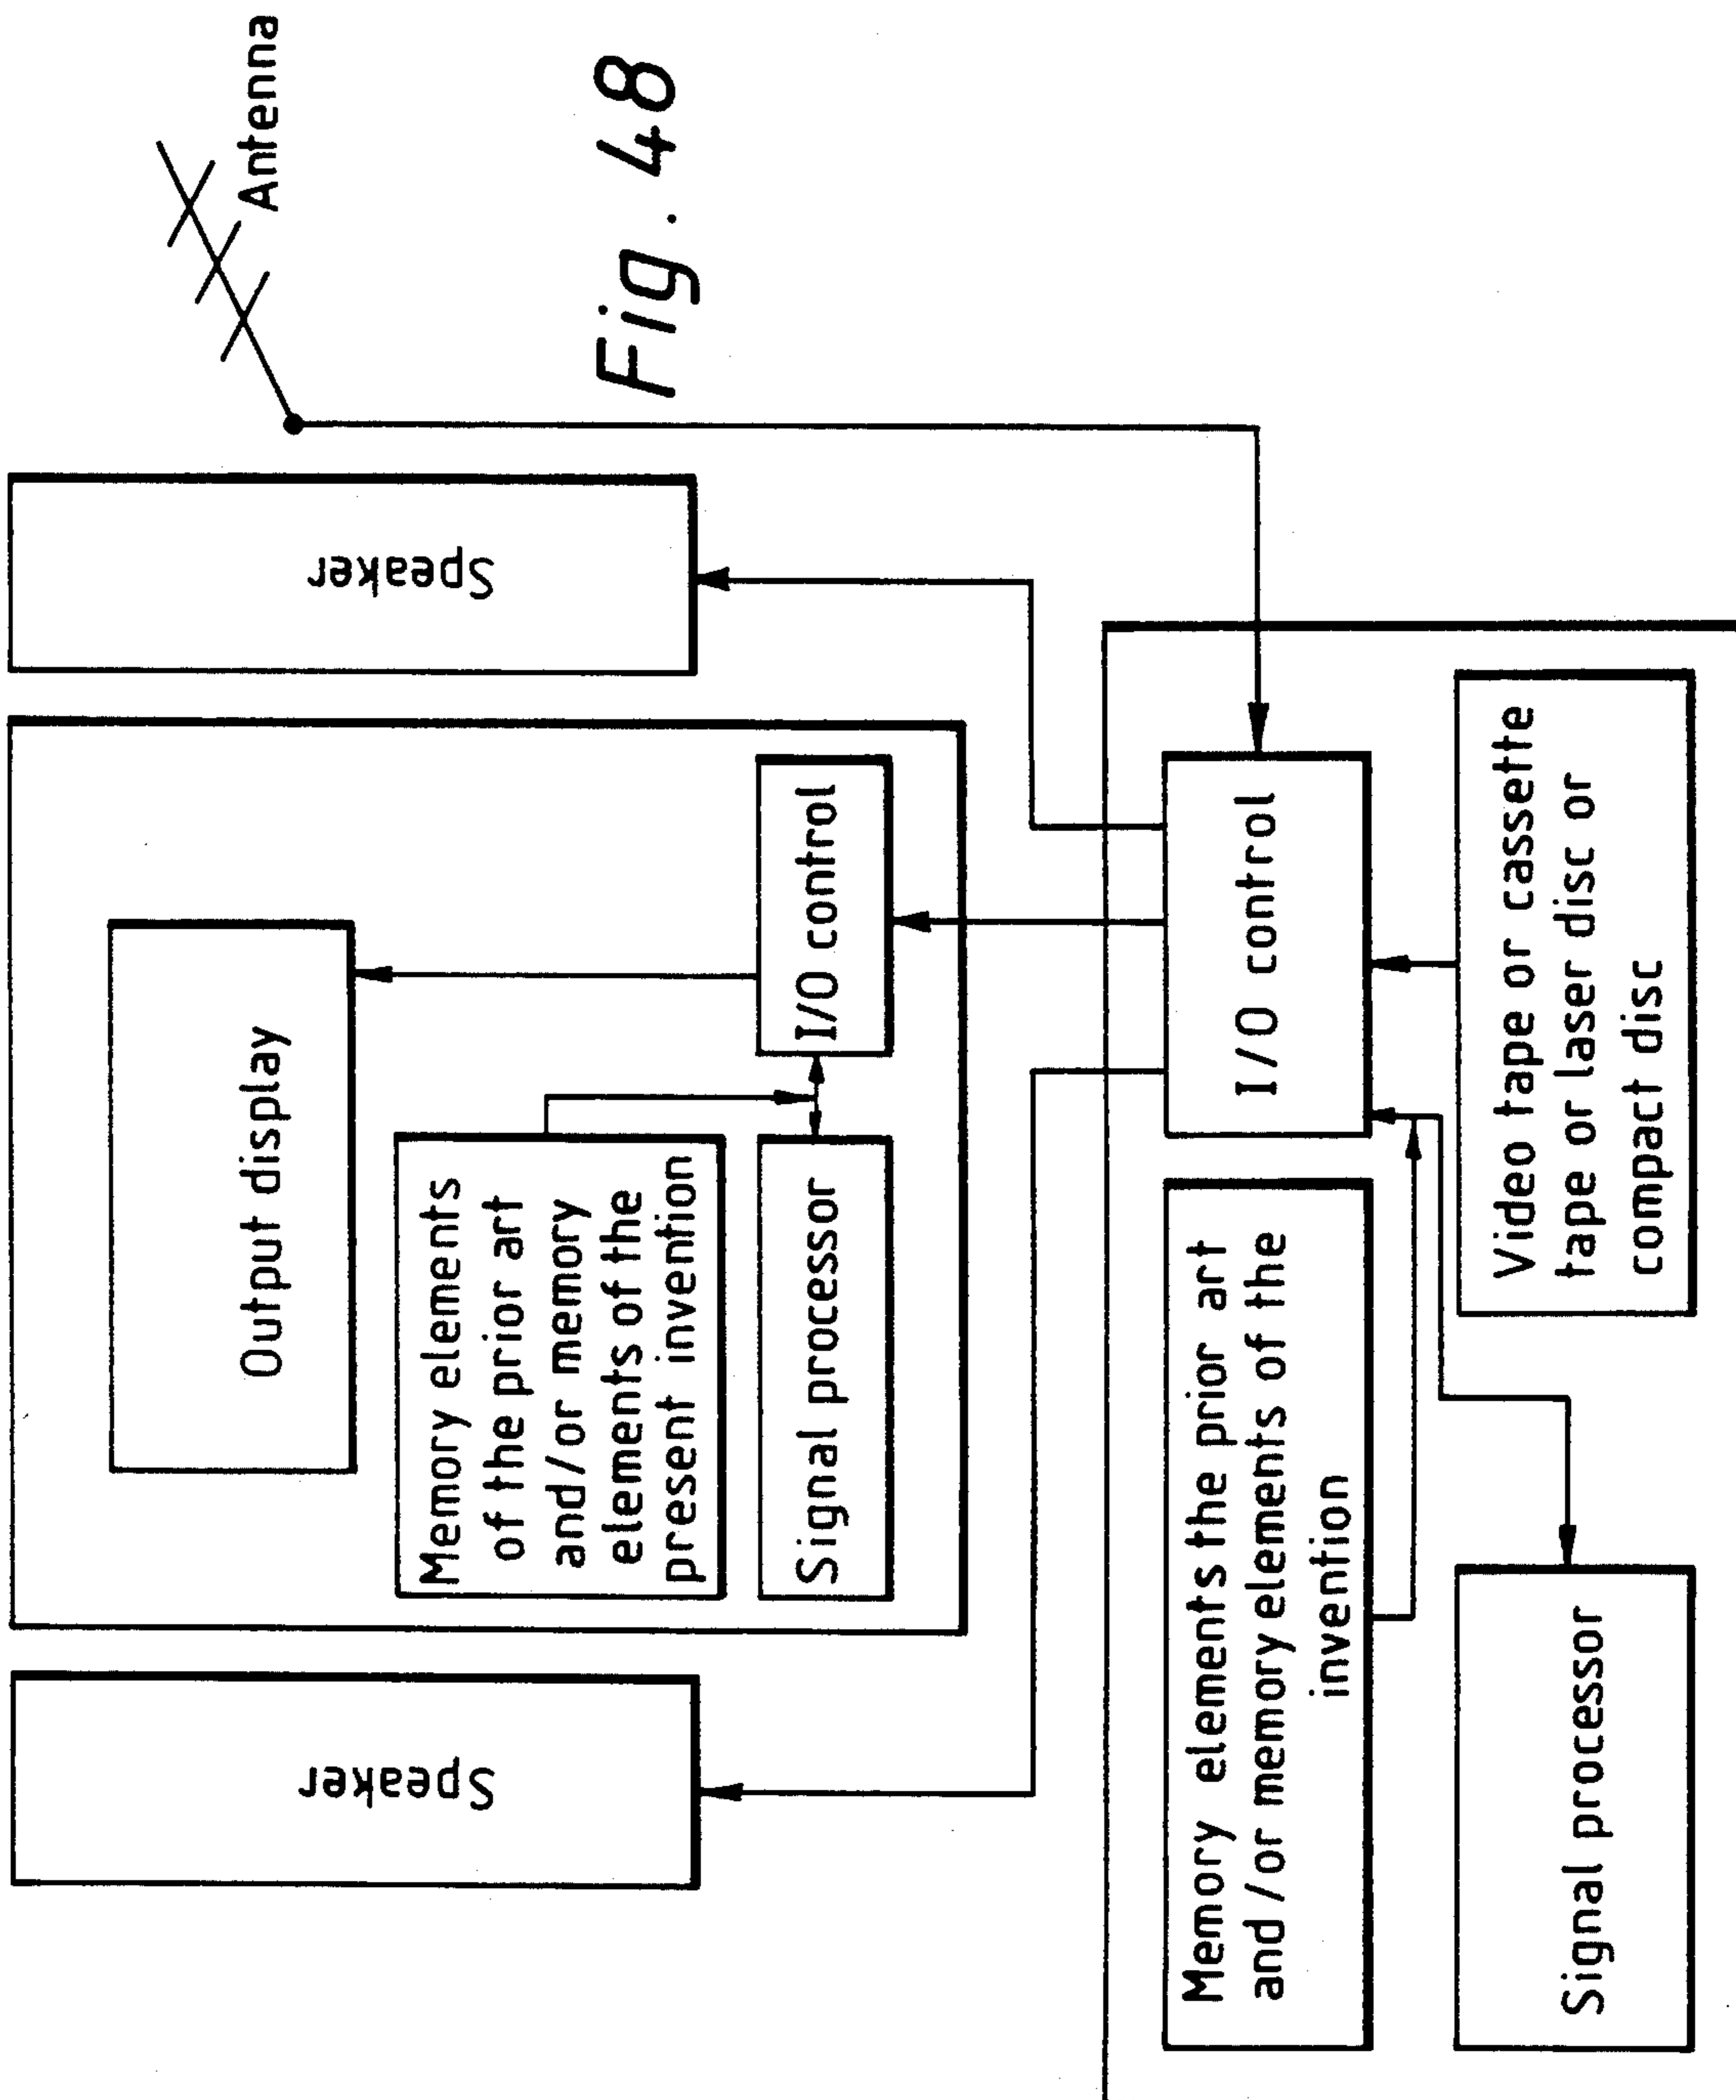 Antenna
Fig. 48
Speaker
Output display
I/O control
Memory elements
of the prior art
and/or memory
elements of the
present invention
Signal processor
Speaker
I/O control
Memory elements the prior art
and/or memory elements of the
invention
Video tape or cassette
tape or laser disc or
compact disc
Signal processor